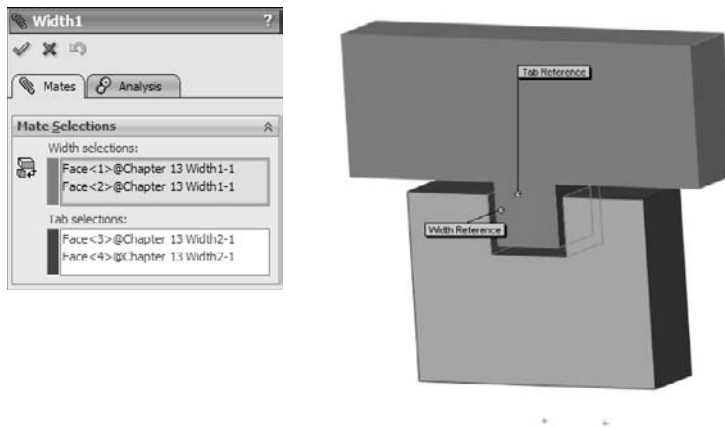 Width1
?
Mates
Analysis
Mate Selections
Width selections:
Face<1>@Chapter 13 Width1-1
Face<2>@Chapter 13 Width1-1
Tab selections:
Face<3>@Chapter 13 Width2-1
Face<4>@Chapter 13 Width2-1
Tab Reference
Width Reference